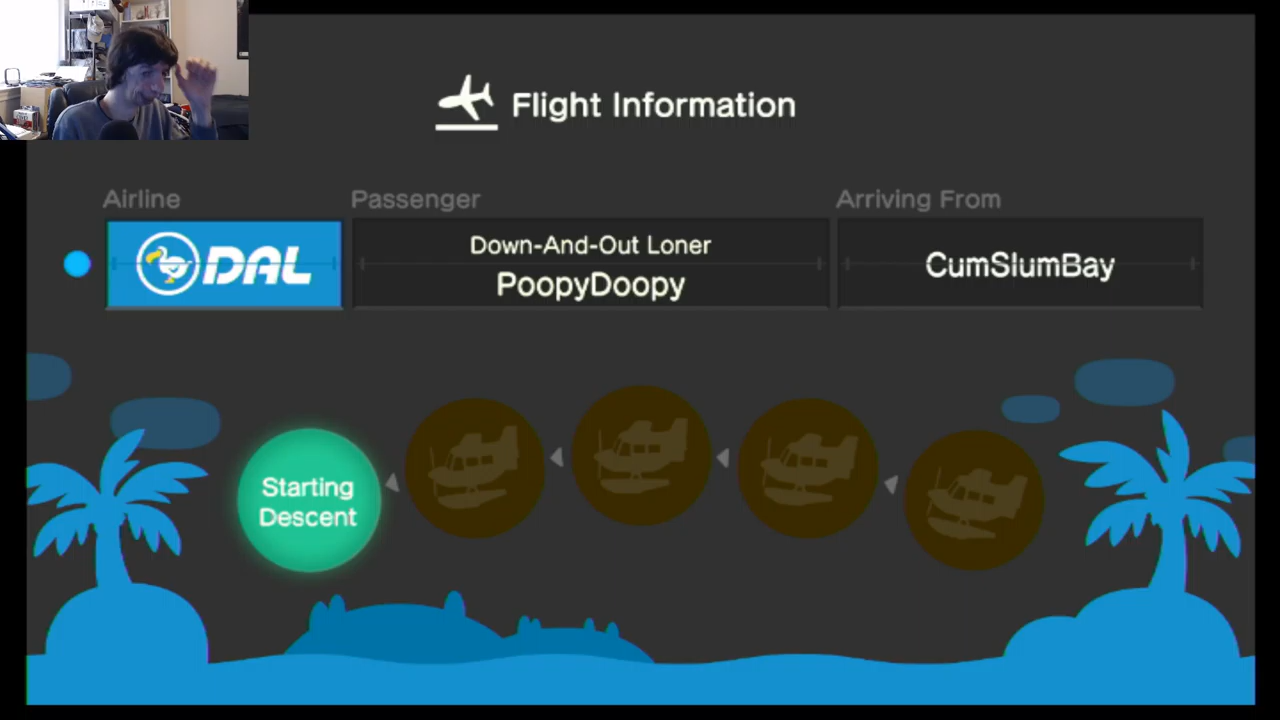 Flight Information
Airline
Passenger
Arriving From
DAL
Down-And-Out Loner
PoopyDoopy
CumSlumBay
Starting
Descent